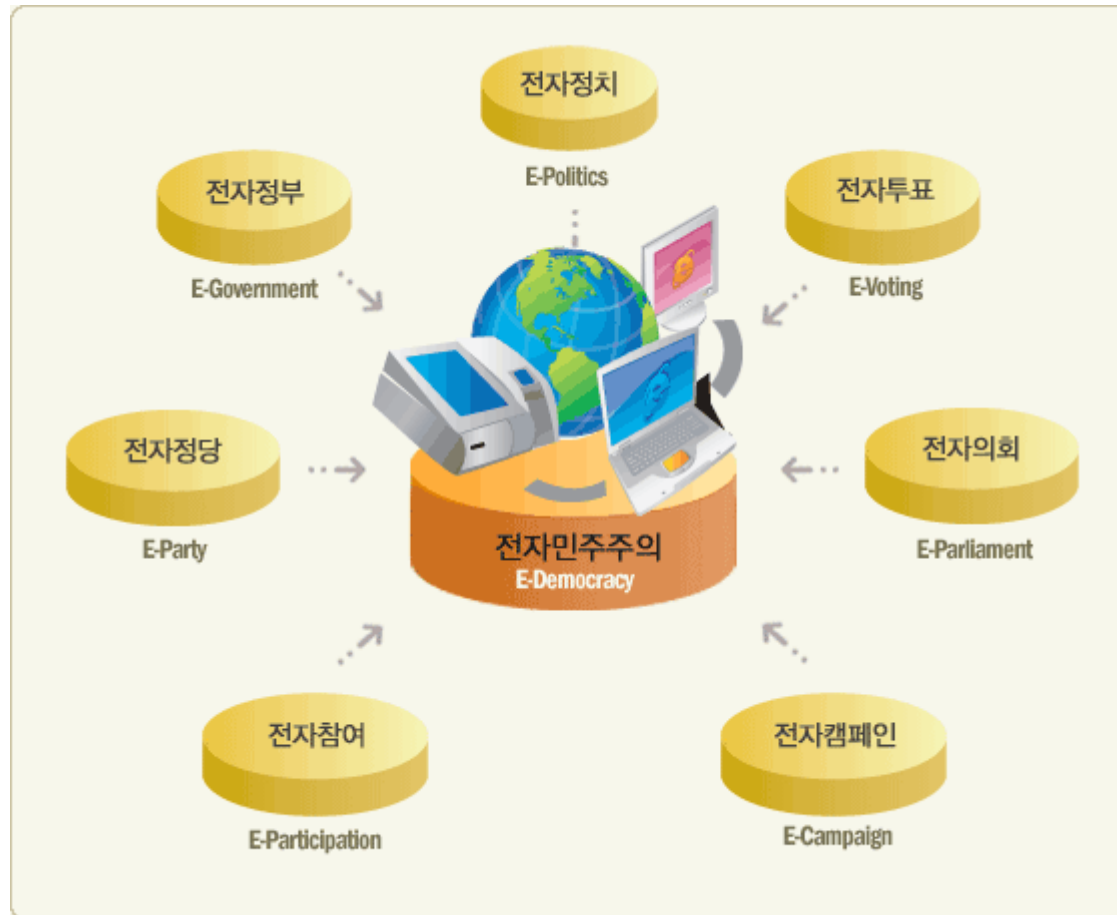 전자정치
E-Politics
전자정부
E-Government
전자투표
E-Voting
전자정당
E-Party
전자의회
E-Parliament
전자민주주의
E-Democracy
전자참여
E-Participation
전자캠페인
E-Campaign